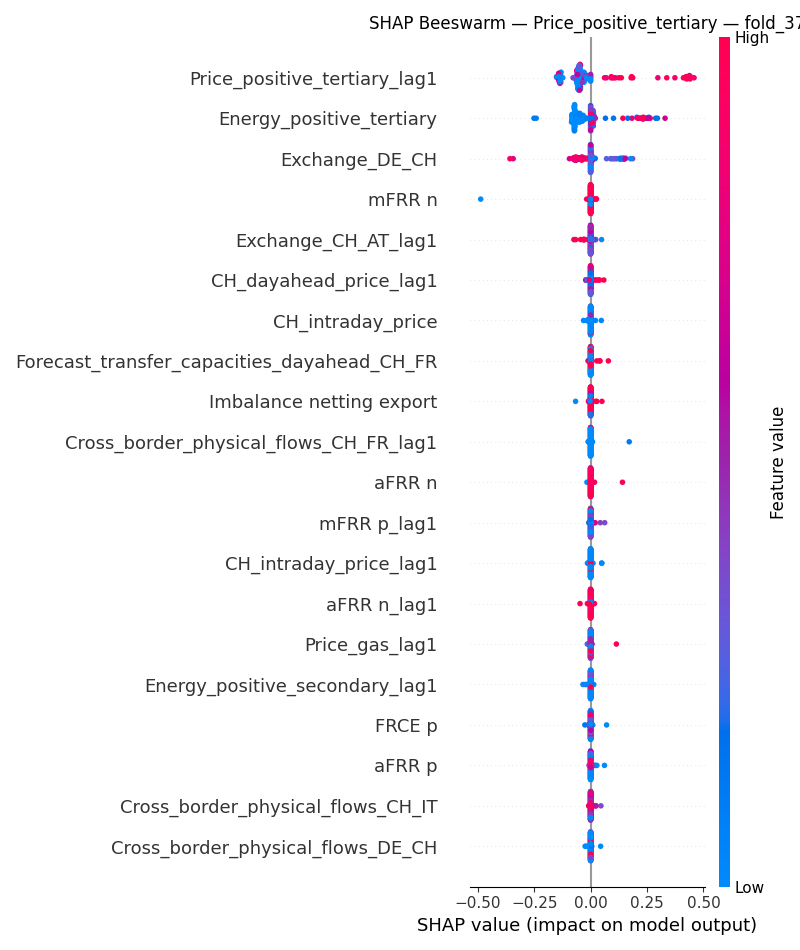 SHAP Beeswarm — Price_positive_tertiary — fold_37
High
Price_positive_tertiary_lag1
Energy_positive_tertiary
Exchange_DE_CH
mFRR n
Exchange_CH_AT_lag1
CH_dayahead_price_lag1
CH_intraday_price
Forecast_transfer_capacities_dayahead_CH_FR
Imbalance netting export
Cross_border_physical_flows_CH_FR_lag1
aFRR n
mFRR p_lag1
CH_intraday_price_lag1
aFRR n_lag1
Price_gas_lag1
Energy_positive_secondary_lag1
FRCE p
aFRR p
Cross_border_physical_flows_CH_IT
Cross_border_physical_flows_DE_CH
Feature value
Low
−0.50 −0.25 0.00 0.25 0.50
SHAP value (impact on model output)